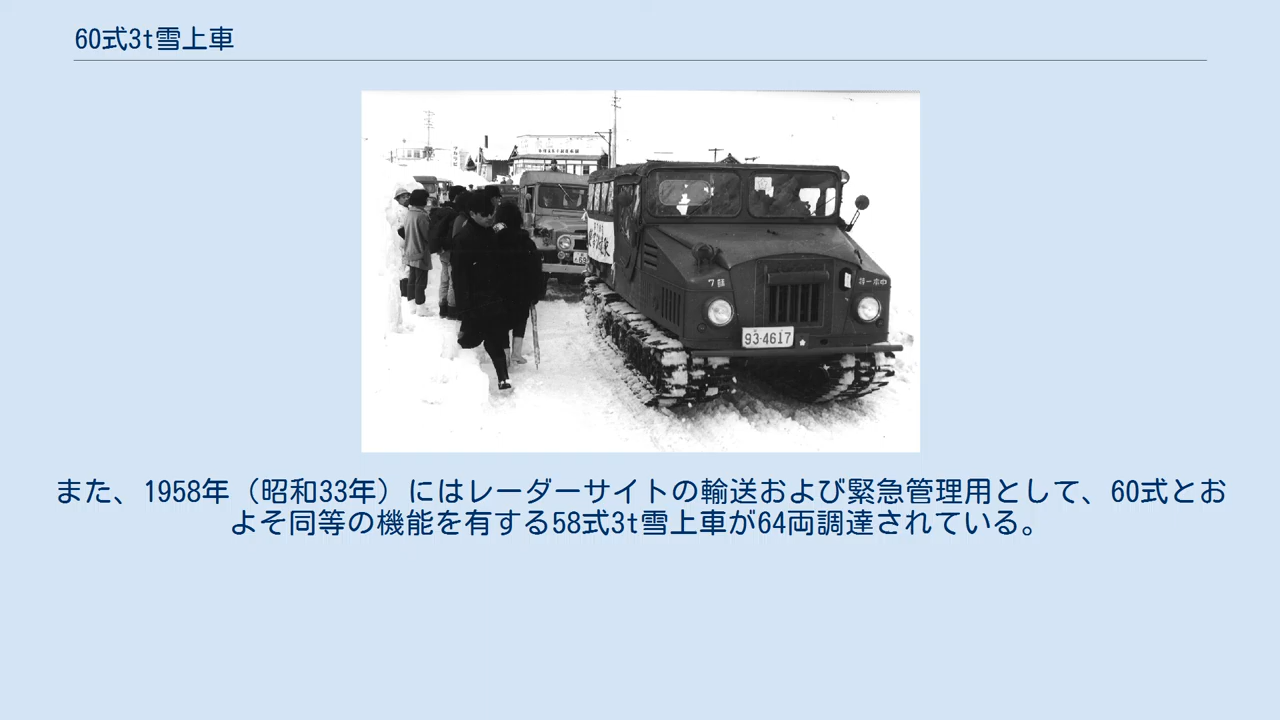 60式3t雪上車
93-4617
また、1958年（昭和33年）にはレーダーサイトの輸送および緊急管理用として、60式とお
よそ同等の機能を有する58式3t雪上車が64両調達されている。